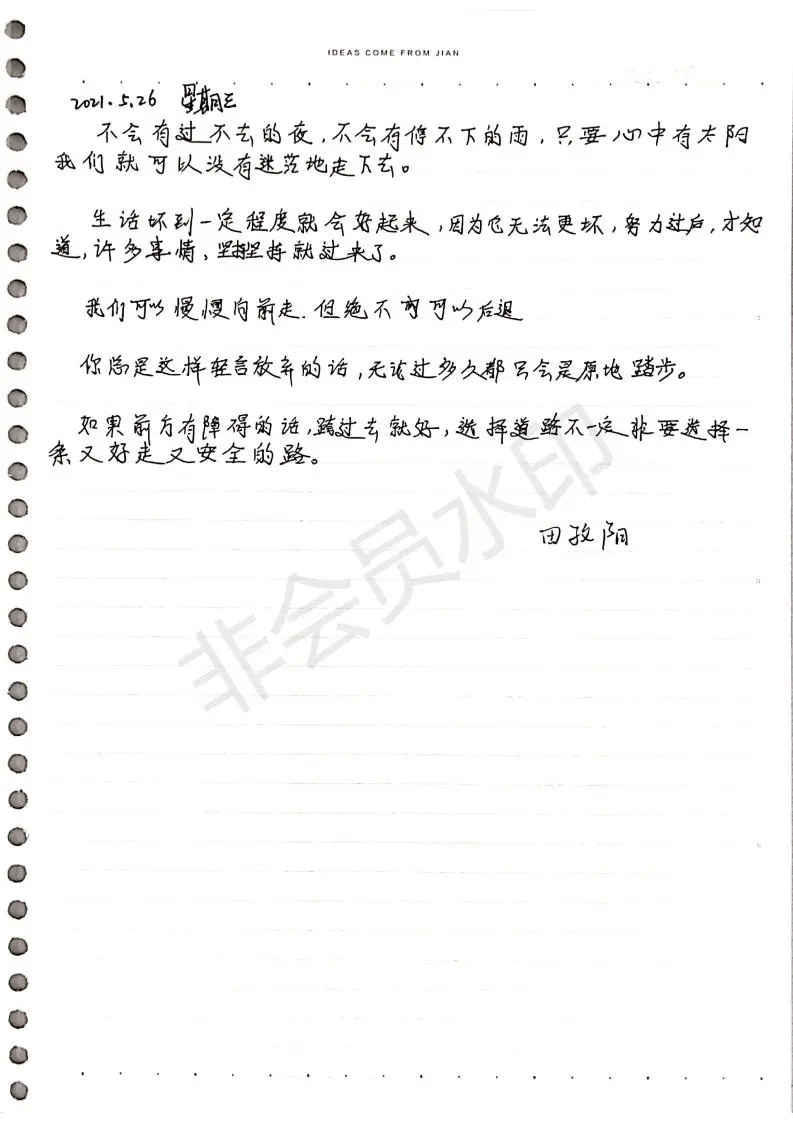 IDEAS COME FROM JIAN
2021.5.26 星期三
不会有过不去的夜,不会有停不下的雨,只要心中有太阳
我们就可以没有迷茫地走下去。
生活坏到一定程度就会好起来,因为它无法更坏,努力过后,才知
道,许多事情,坚持坚持就过来了。
我们可以慢慢向前走.但绝不可以后退
你总是这样轻言放弃的话,无论过多久都只会是原地踏步。
如果前方有障碍的话,跨过去就好,选择道路不一定非要选择一
条又好走又安全的路。
田孜阳
非会员水印